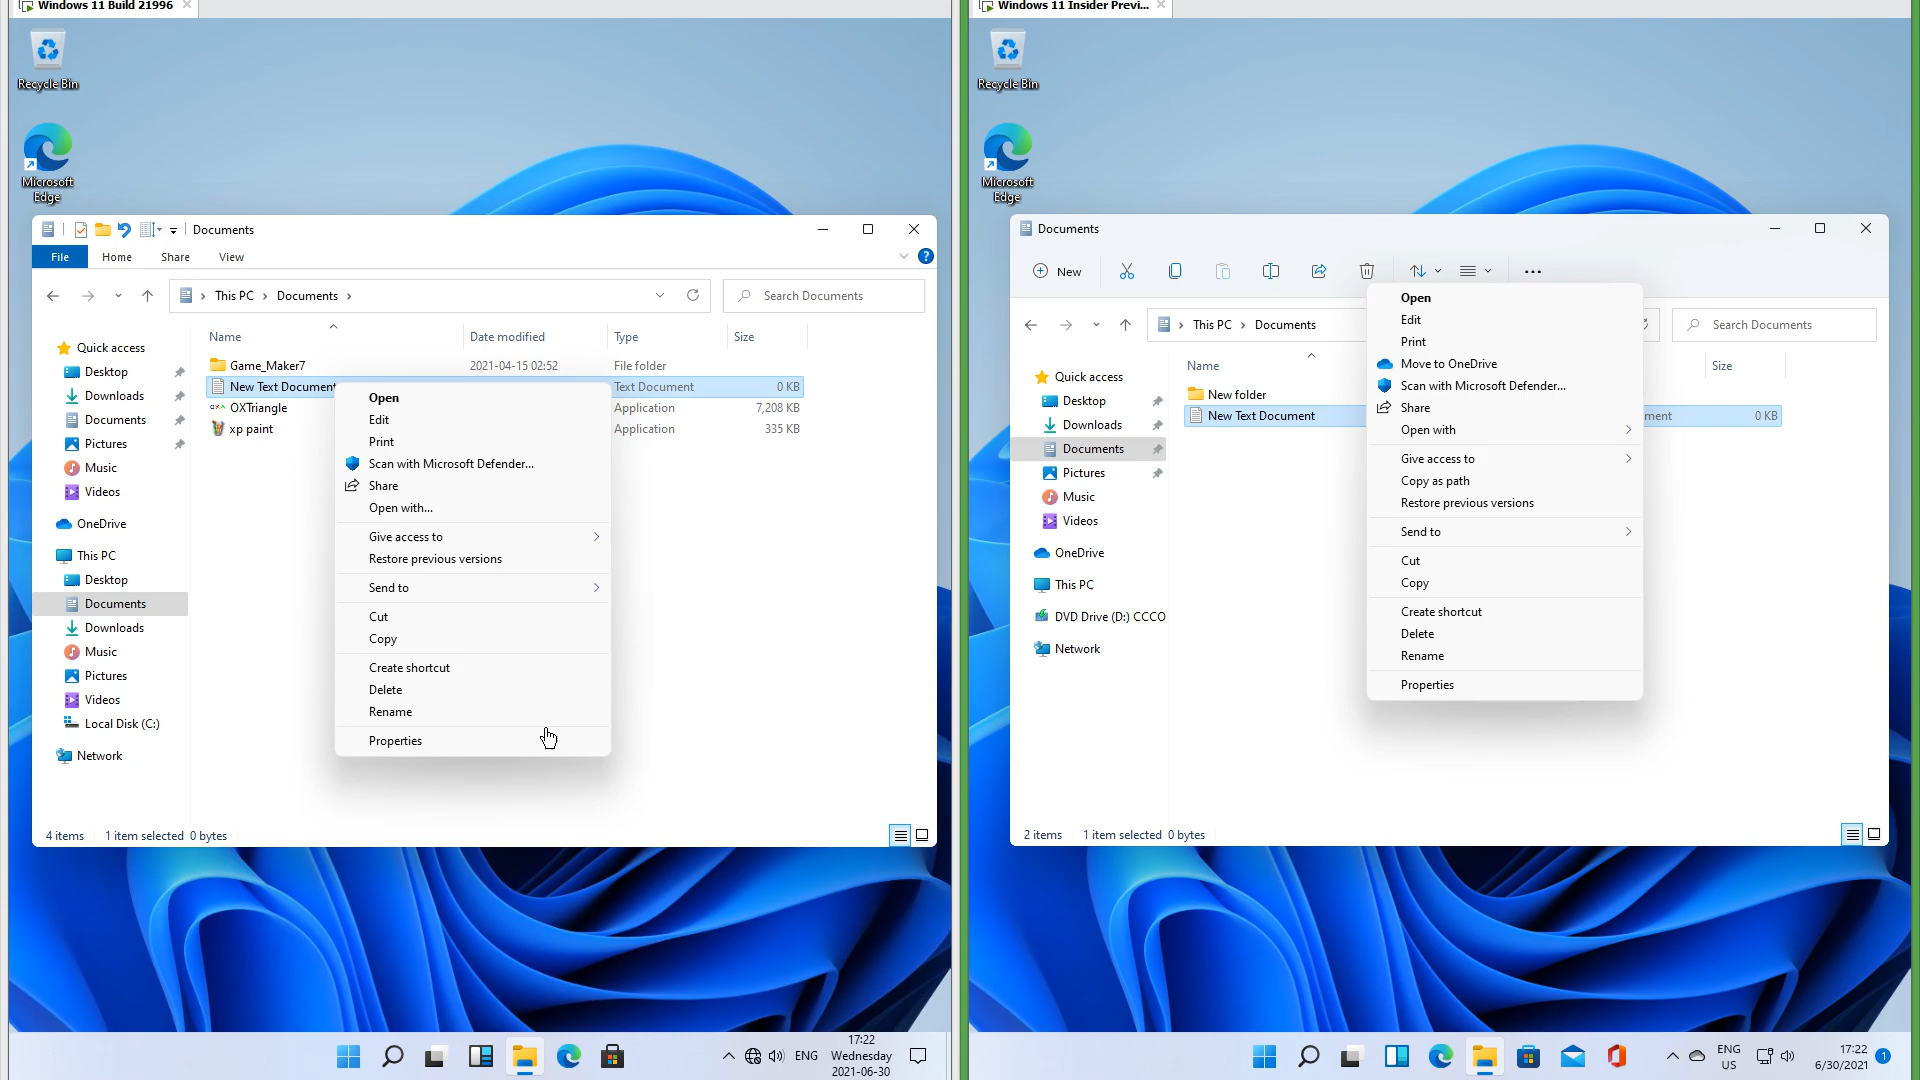 Windows 11 Build 21996
Recycle Bin
Microsoft
Edge
Documents
File Home Share View
This PC Documents
Search Documents
Name Date modified Type Size
Quick access
Desktop
Downloads
Documents
Pictures
Music
Videos
OneDrive
This PC
Desktop
Documents
Downloads
Music
Pictures
Videos
Local Disk (C:)
Network
Game_Maker7 2021-04-15 02:52 File folder
New Text Document Text Document 0 KB
OXTriangle Application 7,208 KB
xp paint Application 335 KB
Open
Edit
Print
Scan with Microsoft Defender...
Share
Open with...
Give access to
Restore previous versions
Send to
Cut
Copy
Create shortcut
Delete
Rename
Properties
4 items 1 item selected 0 bytes
ENG
17:22
Wednesday
2021-06-30
Windows 11 Insider Previ...
Recycle Bin
Microsoft
Edge
Documents
New
This PC Documents
Search Documents
Name Size
Quick access
Desktop
Downloads
Documents
Pictures
Music
Videos
OneDrive
This PC
DVD Drive (D:) CCCO
Network
New folder
New Text Document ment 0 KB
Open
Edit
Print
Move to OneDrive
Scan with Microsoft Defender...
Share
Open with
Give access to
Copy as path
Restore previous versions
Send to
Cut
Copy
Create shortcut
Delete
Rename
Properties
2 items 1 item selected 0 bytes
ENG
US
17:22
6/30/2021
1